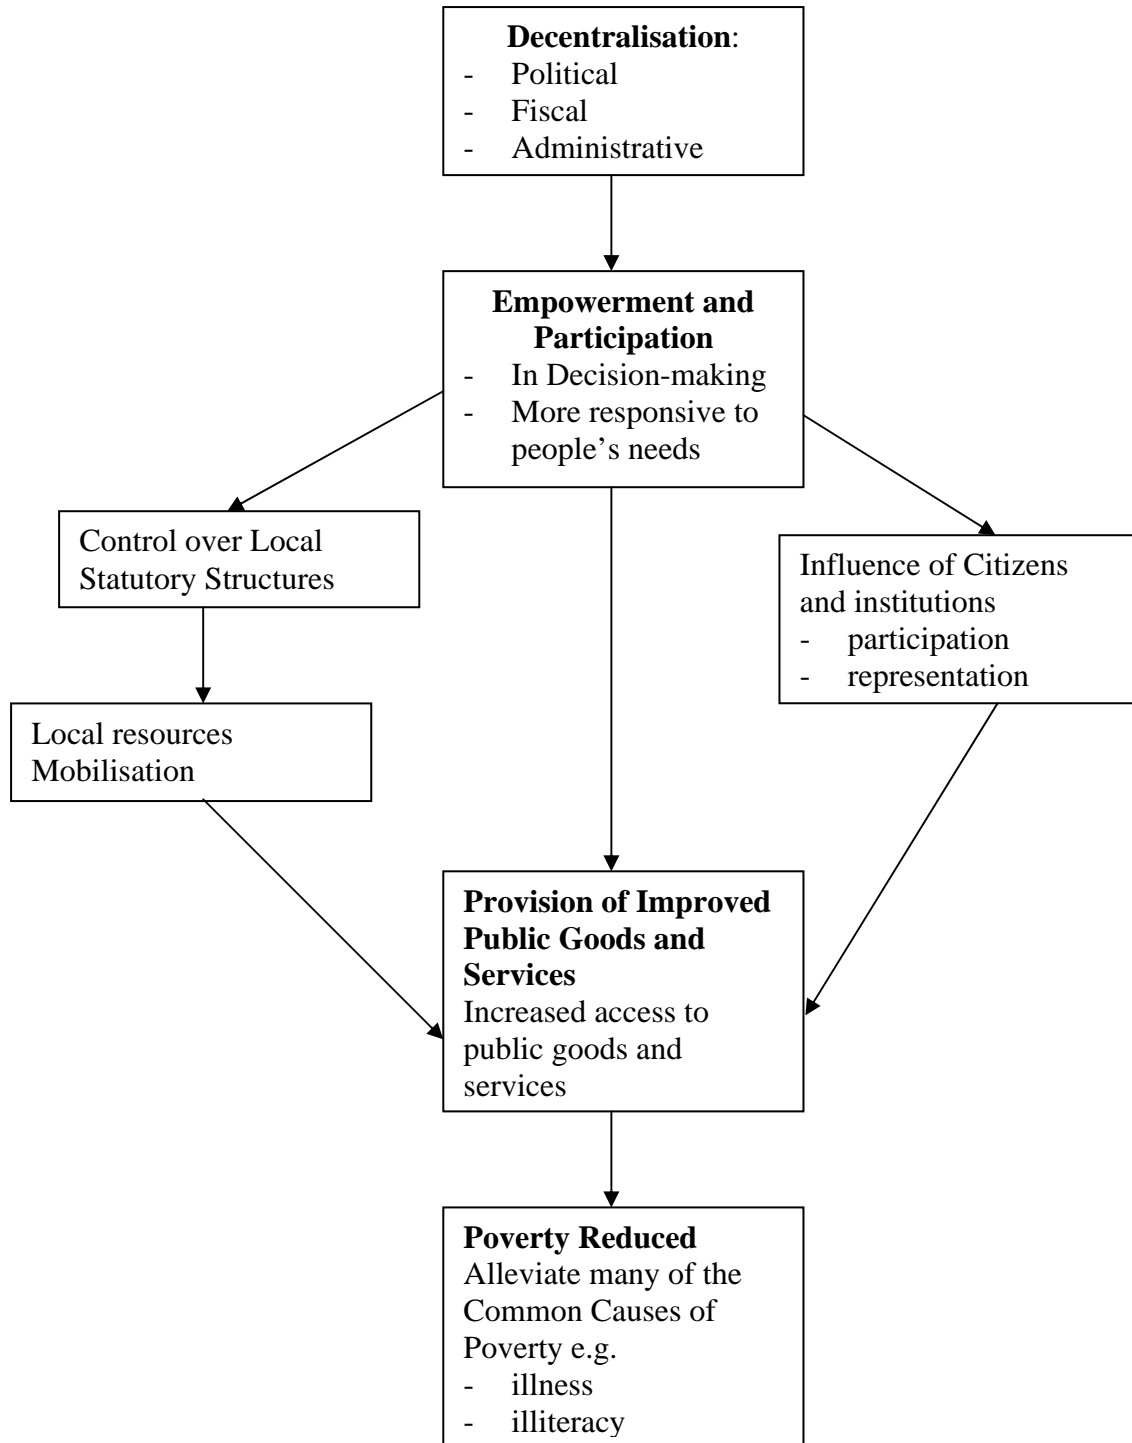 Decentralisation:
- Political
- Fiscal
- Administrative
Empowerment and
Participation
- In Decision-making
- More responsive to
people’s needs
Control over Local
Statutory Structures
Influence of Citizens
and institutions
- participation
- representation
Local resources
Mobilisation
Provision of Improved
Public Goods and
Services
Increased access to
public goods and
services
Poverty Reduced
Alleviate many of the
Common Causes of
Poverty e.g.
- illness
- illiteracy